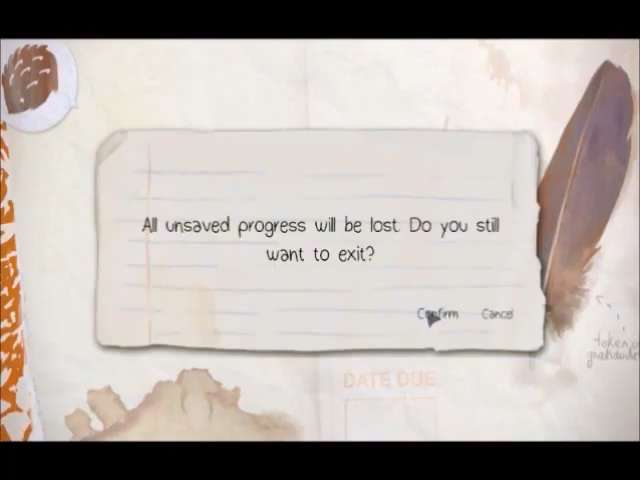 All unsaved progress will be lost. Do you still
want to exit?
Confirm Cancel
DATE DUE